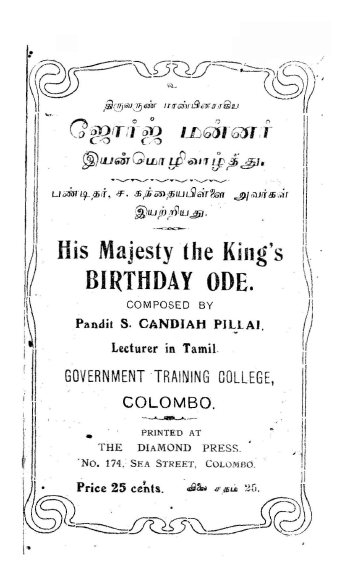 உ
திருவருண் மாண்பினராகிய
ஜோர்ஜ் மன்னர்
இயன்மொழிவாழ்த்து.
பண்டிதர், ச. கந்தையபிள்ளை அவர்கள்
இயற்றியது.
His Majesty the King's
BIRTHDAY ODE.
COMPOSED BY
Pandit S. CANDIAH PILLAI,
Lecturer in Tamil
GOVERNMENT TRAINING COLLEGE,
COLOMBO.
PRINTED AT
THE DIAMOND PRESS.
No. 174, SEA STREET, COLOMBO.
Price 25 cents. விலை சதம் 25.